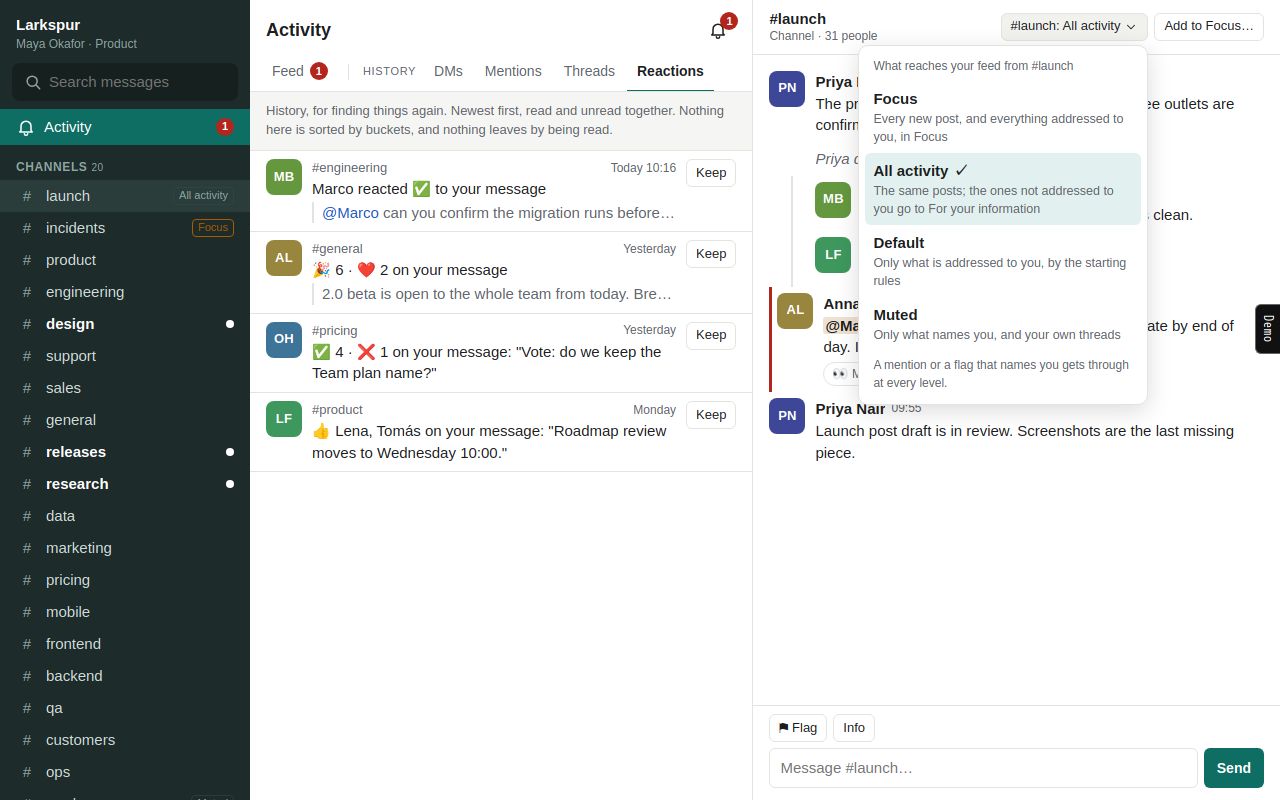 Larkspur
Maya Okafor · Product
Search messages
Activity
1
CHANNELS 20
# launch
All activity
# incidents
Focus
# product
# engineering
# design
# support
# sales
# general
# releases
# research
# data
# marketing
# pricing
# mobile
# frontend
# backend
# qa
# customers
# ops
Activity
1
Feed 1
HISTORY
DMs
Mentions
Threads
Reactions
History, for finding things again. Newest first, read and unread together. Nothing
here is sorted by buckets, and nothing leaves by being read.
MB
#engineering
Today 10:16
Keep
Marco reacted ✅ to your message
@Marco can you confirm the migration runs before…
AL
#general
Yesterday
Keep
🎉 6 · ❤️ 2 on your message
2.0 beta is open to the whole team from today. Bre…
OH
#pricing
Yesterday
Keep
✅ 4 · ❌ 1 on your message: "Vote: do we keep the
Team plan name?"
LF
#product
Monday
Keep
👍 Lena, Tomás on your message: "Roadmap review
moves to Wednesday 10:00."
#launch
Channel · 31 people
#launch: All activity
Add to Focus…
What reaches your feed from #launch
Focus
Every new post, and everything addressed to
you, in Focus
All activity ✓
The same posts; the ones not addressed to
you go to For your information
Default
Only what is addressed to you, by the starting
rules
Muted
Only what names you, and your own threads
A mention or a flag that names you gets through
at every level.
PN
Priya
The
outlets are
Priya
MB
clean.
LF
AL
by end of
day.
👀
PN
Priya Nair 09:55
Launch post draft is in review. Screenshots are the last missing
piece.
Demo
Flag
Info
Message #launch…
Send